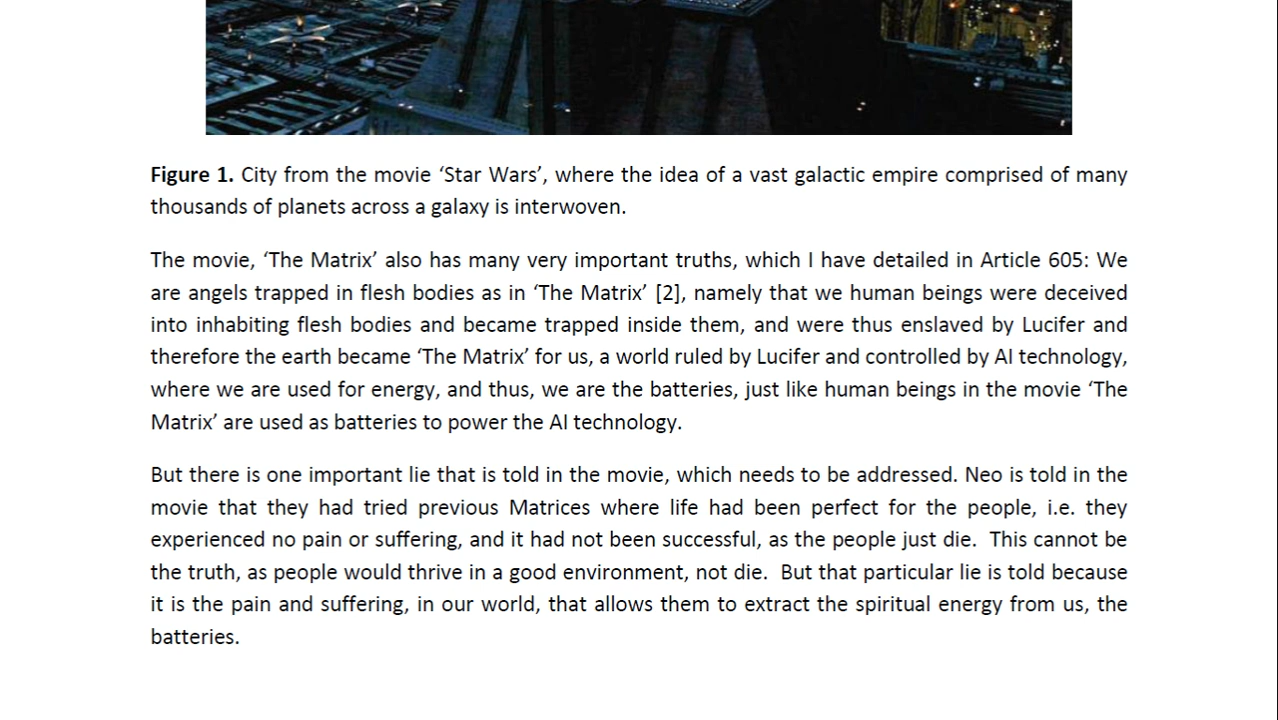 Figure 1. City from the movie ‘Star Wars’, where the idea of a vast galactic empire comprised of many
thousands of planets across a galaxy is interwoven.
The movie, ‘The Matrix’ also has many very important truths, which I have detailed in Article 605: We
are angels trapped in flesh bodies as in ‘The Matrix’ [2], namely that we human beings were deceived
into inhabiting flesh bodies and became trapped inside them, and were thus enslaved by Lucifer and
therefore the earth became ‘The Matrix’ for us, a world ruled by Lucifer and controlled by AI technology,
where we are used for energy, and thus, we are the batteries, just like human beings in the movie ‘The
Matrix’ are used as batteries to power the AI technology.
But there is one important lie that is told in the movie, which needs to be addressed. Neo is told in the
movie that they had tried previous Matrices where life had been perfect for the people, i.e. they
experienced no pain or suffering, and it had not been successful, as the people just die.  This cannot be
the truth, as people would thrive in a good environment, not die.  But that particular lie is told because
it is the pain and suffering, in our world, that allows them to extract the spiritual energy from us, the
batteries.